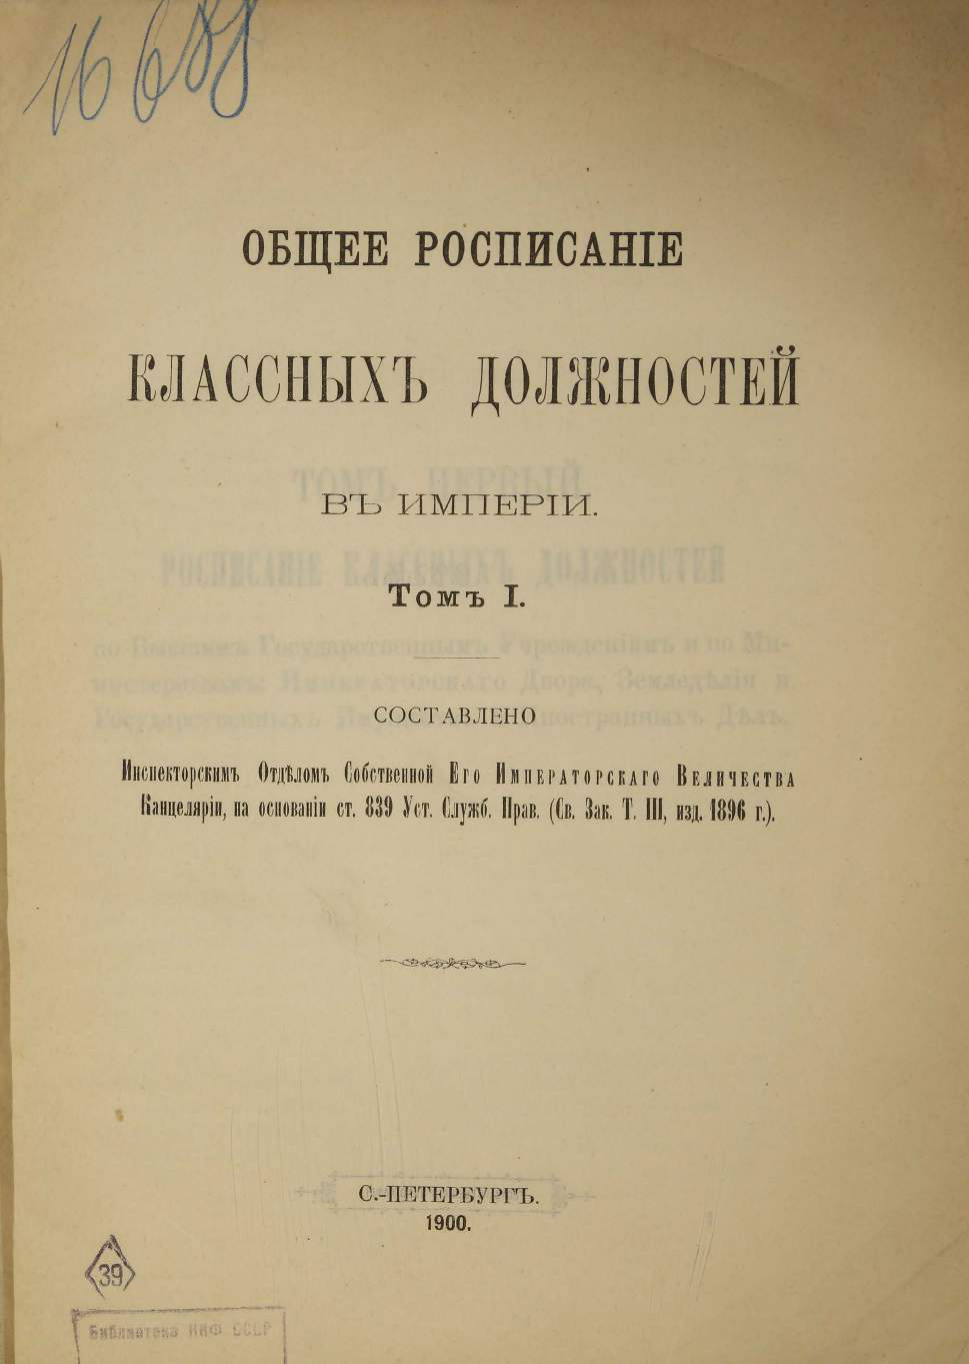 16688
ОБЩЕЕ РОСПИСАНІЕ
КЛАССНЫХЪ ДОЛЖНОСТЕЙ
ВЪ ИМПЕРІИ.
Томъ I.
СОСТАВЛЕНО
Инспекторскимъ Отдѣломъ Собственной Его Императорскаго Величества
Канцеляріи, на основаніи ст. 839 Уст. Служб. Прав. (Св. Зак. Т. III, изд. 1896 г.).
С.-ПЕТЕРБУРГЪ.
1900.
39
Библиотека НКФ СССР